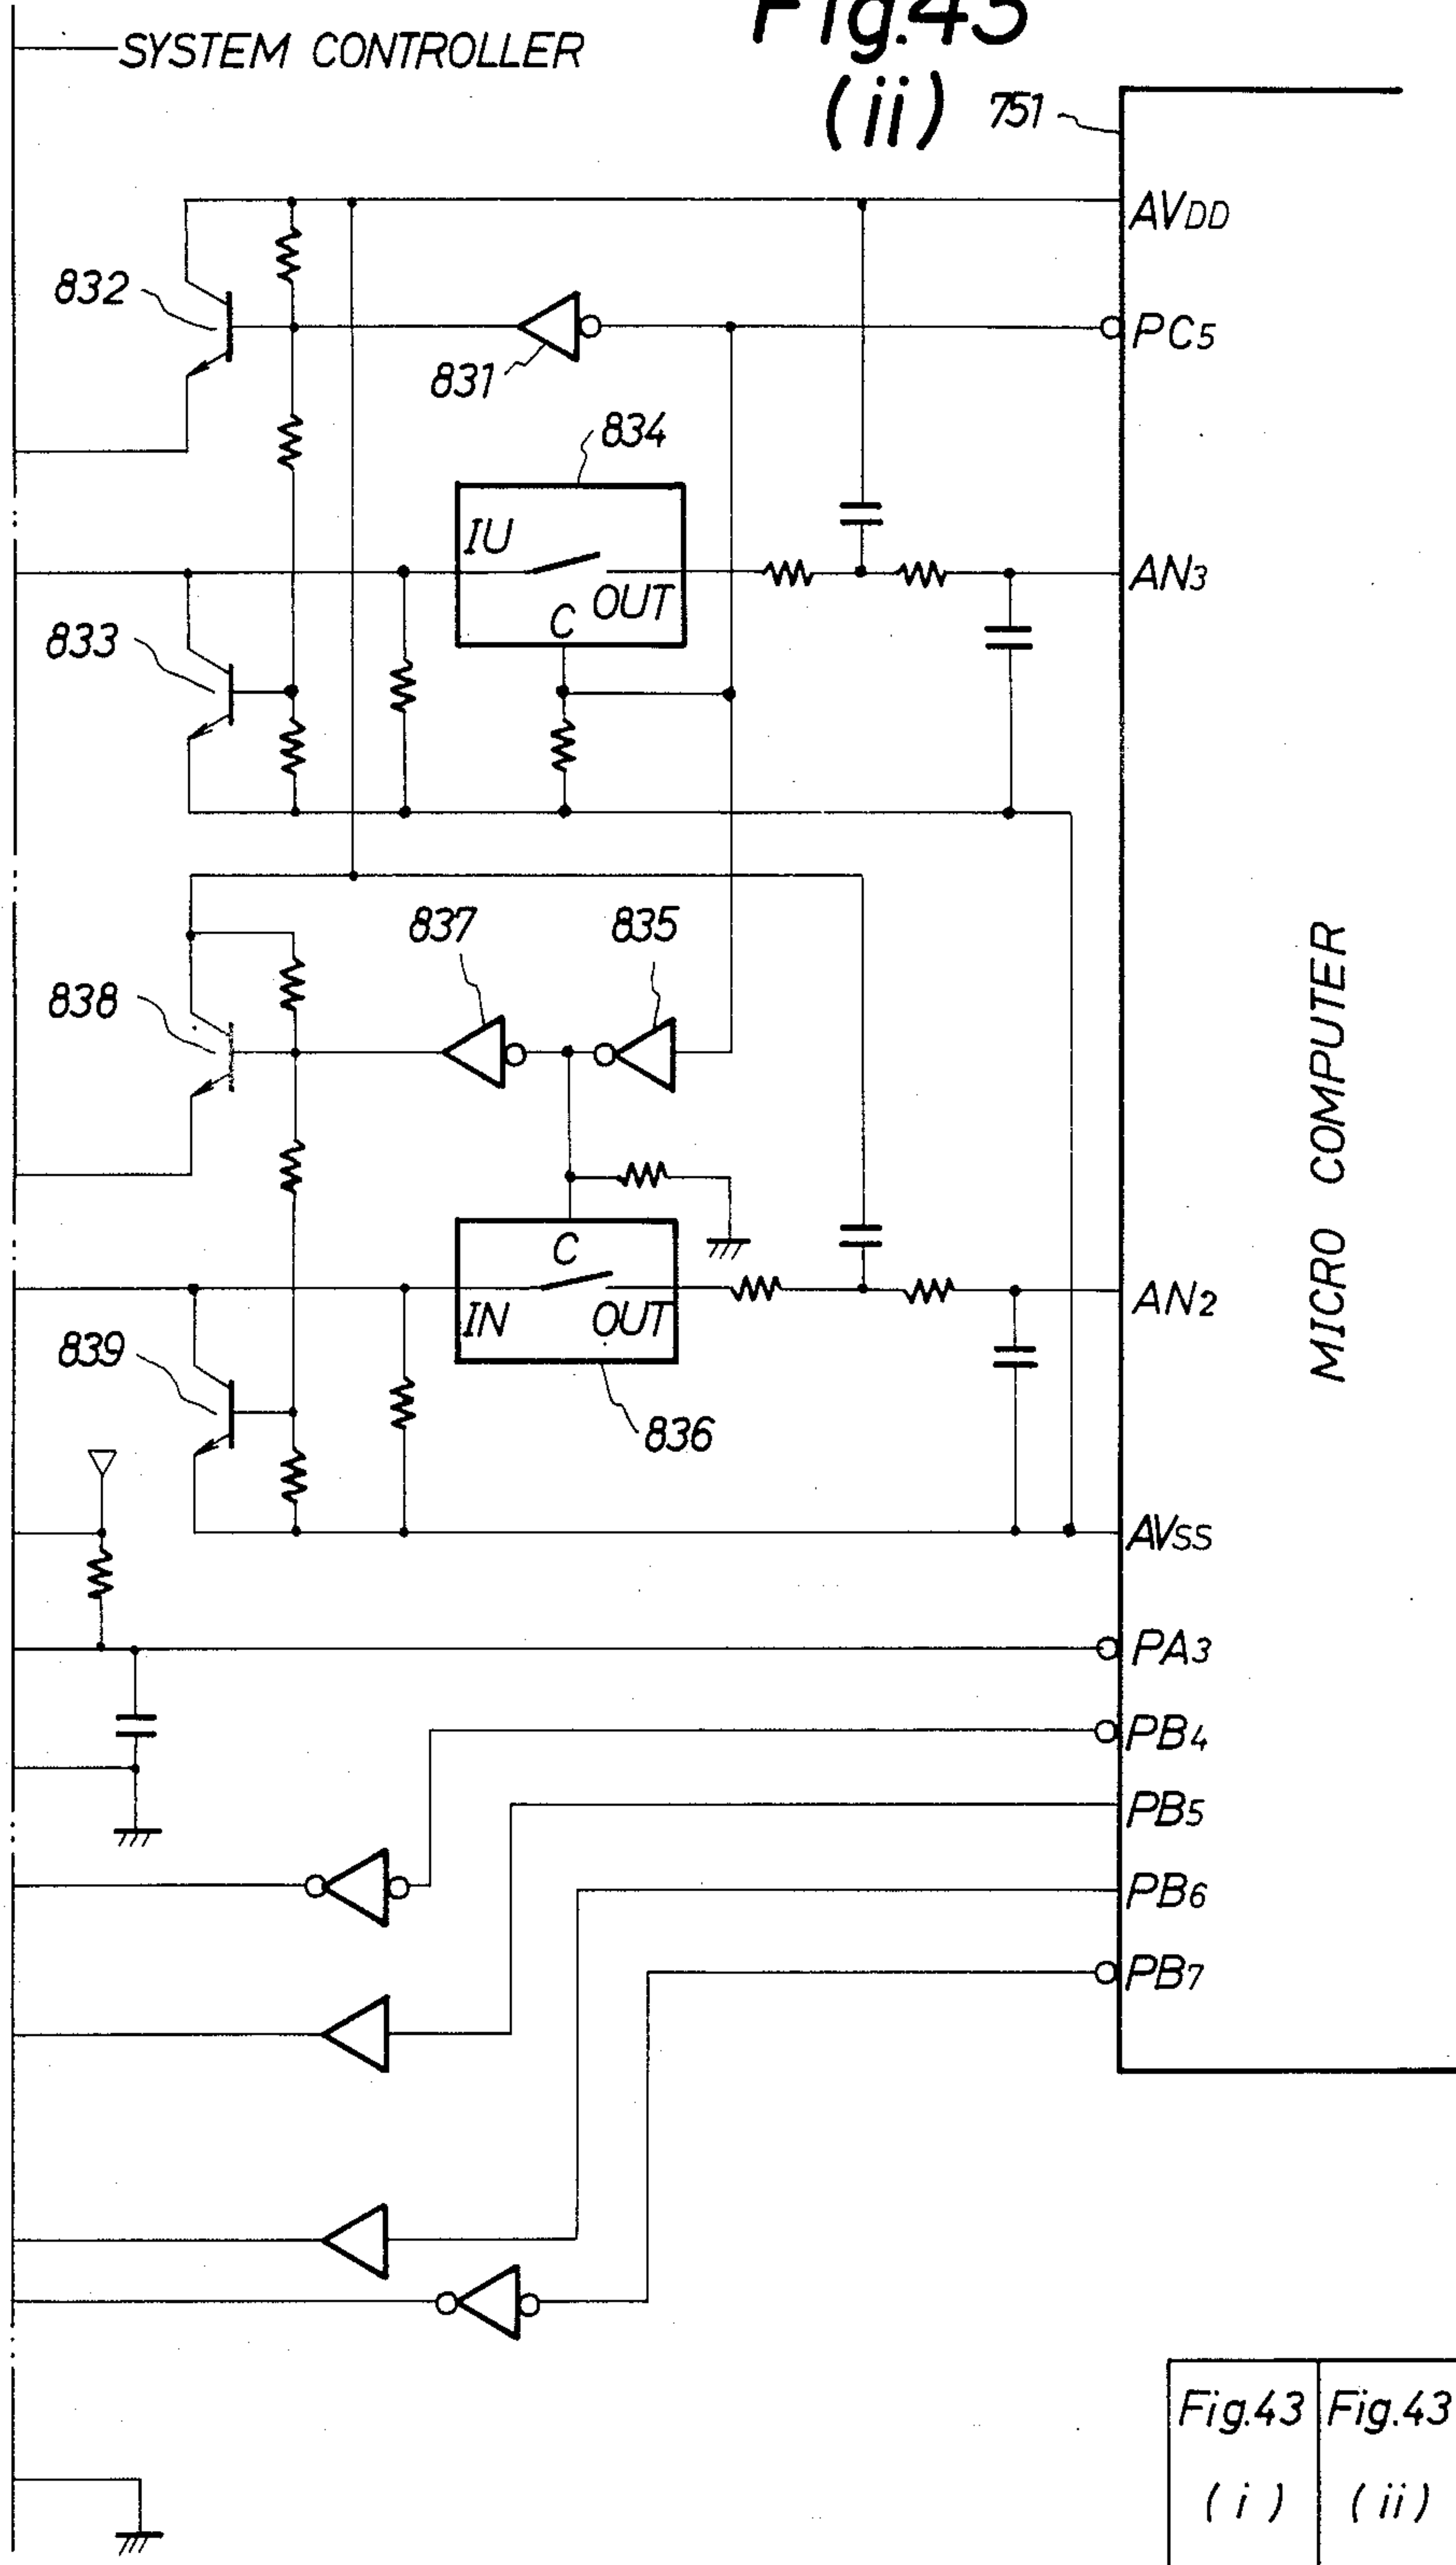 Fig.43
(ii)
SYSTEM CONTROLLER
751
AVDD
832
PC5
831
834
IU
OUT
C
AN3
833
837
835
838
MICRO COMPUTER
C
IN
OUT
AN2
839
836
AVSS
PA3
PB4
PB5
PB6
PB7
Fig.43
(i)
Fig.43
(ii)